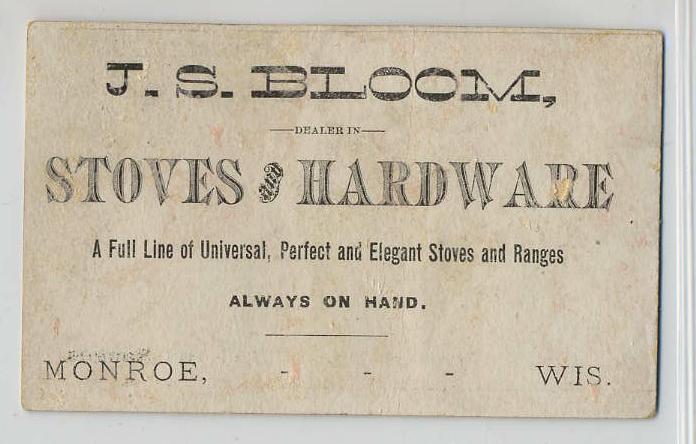 J. S. BLOOM,
—DEALER IN—
STOVES and HARDWARE
A Full Line of Universal, Perfect and Elegant Stoves and Ranges
ALWAYS ON HAND.
MONROE, - - - WIS.